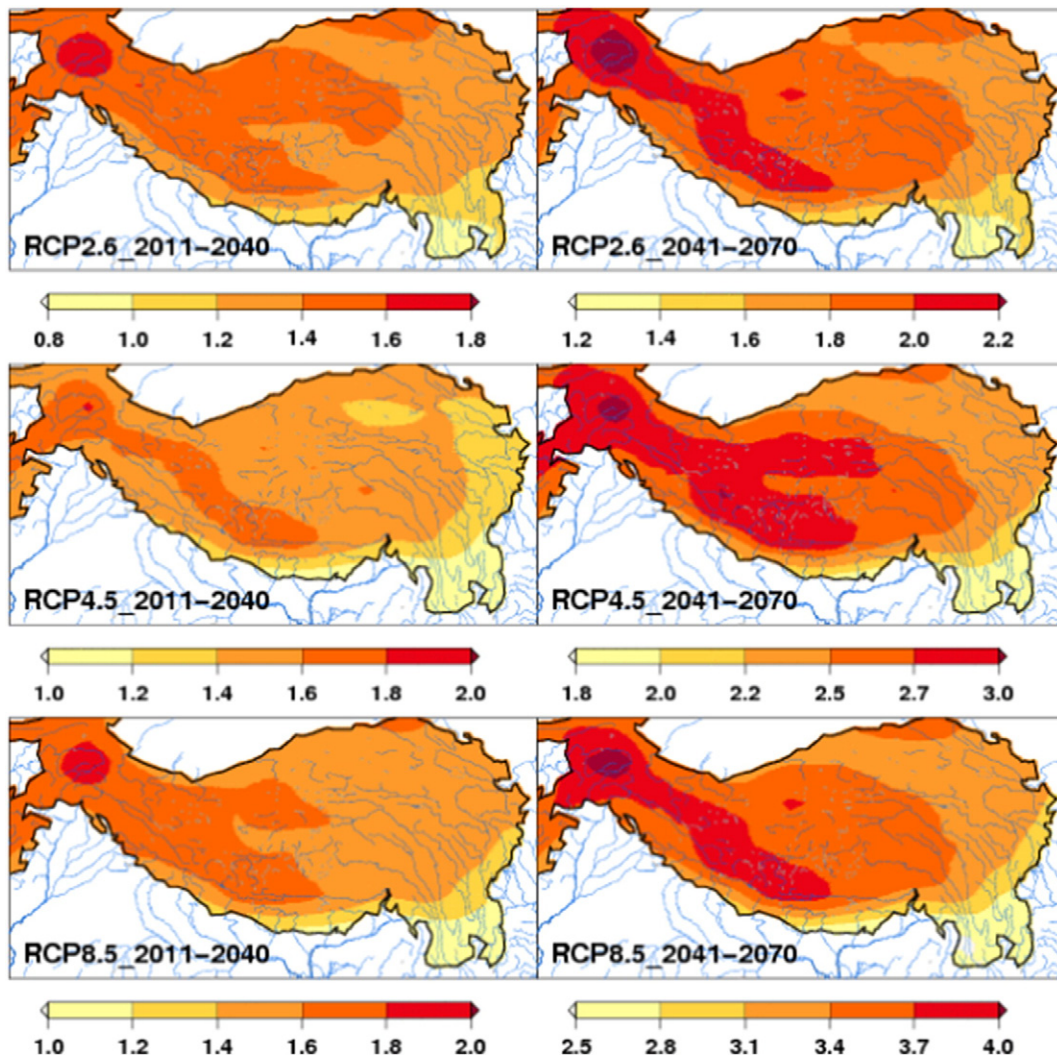 RCP2.6_2011-2040 RCP2.6_2041-2070
0.8 1.0 1.2 1.4 1.6 1.8 1.2 1.4 1.6 1.8 2.0 2.2
RCP4.5_2011-2040 RCP4.5_2041-2070
1.0 1.2 1.4 1.6 1.8 2.0 1.8 2.0 2.2 2.5 2.7 3.0
RCP8.5_2011-2040 RCP8.5_2041-2070
1.0 1.2 1.4 1.6 1.8 2.0 2.5 2.8 3.1 3.4 3.7 4.0